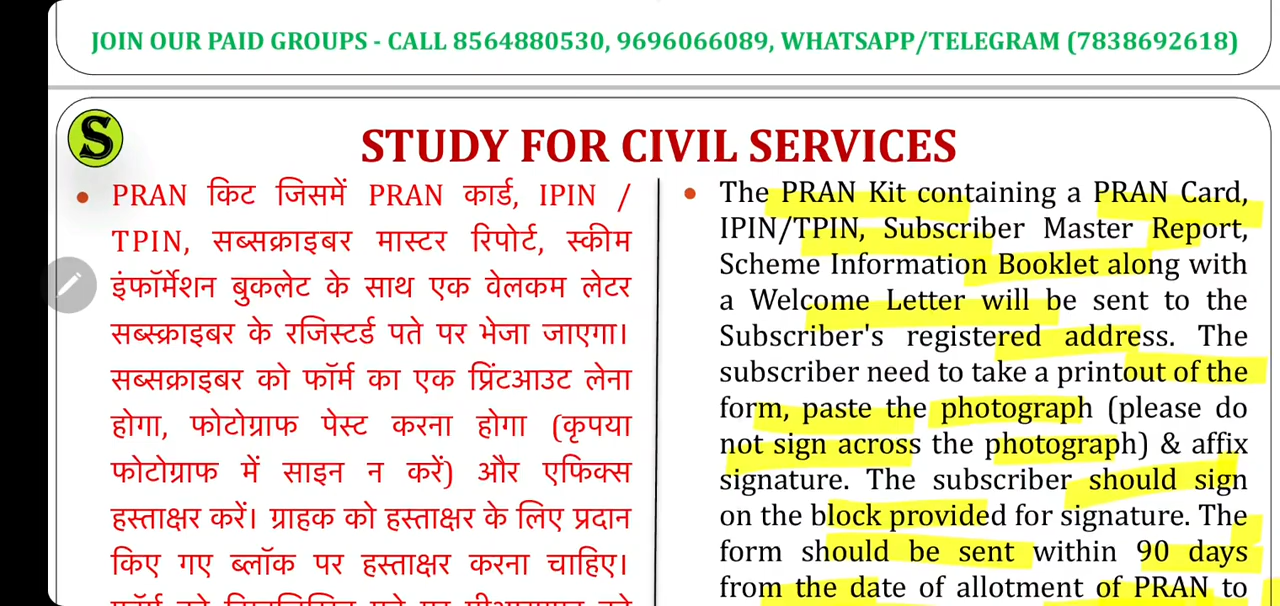 JOIN OUR PAID GROUPS - CALL 8564880530, 9696066089, WHATSAPP/TELEGRAM (7838692618)
S
STUDY FOR CIVIL SERVICES
• PRAN किट जिसमें PRAN कार्ड, IPIN /
TPIN, सब्सक्राइबर मास्टर रिपोर्ट, स्कीम
इंफॉर्मेशन बुकलेट के साथ एक वेलकम लेटर
सब्स्क्राइबर के रजिस्टर्ड पते पर भेजा जाएगा।
सब्सक्राइबर को फॉर्म का एक प्रिंटआउट लेना
होगा, फोटोग्राफ पेस्ट करना होगा (कृपया
फोटोग्राफ में साइन न करें) और एफिक्स
हस्ताक्षर करें। ग्राहक को हस्ताक्षर के लिए प्रदान
किए गए ब्लॉक पर हस्ताक्षर करना चाहिए।
• The PRAN Kit containing a PRAN Card,
IPIN/TPIN, Subscriber Master Report,
Scheme Information Booklet along with
a Welcome Letter will be sent to the
Subscriber's registered address. The
subscriber need to take a printout of the
form, paste the photograph (please do
not sign across the photograph) & affix
signature. The subscriber should sign
on the block provided for signature. The
form should be sent within 90 days
from the date of allotment of PRAN to